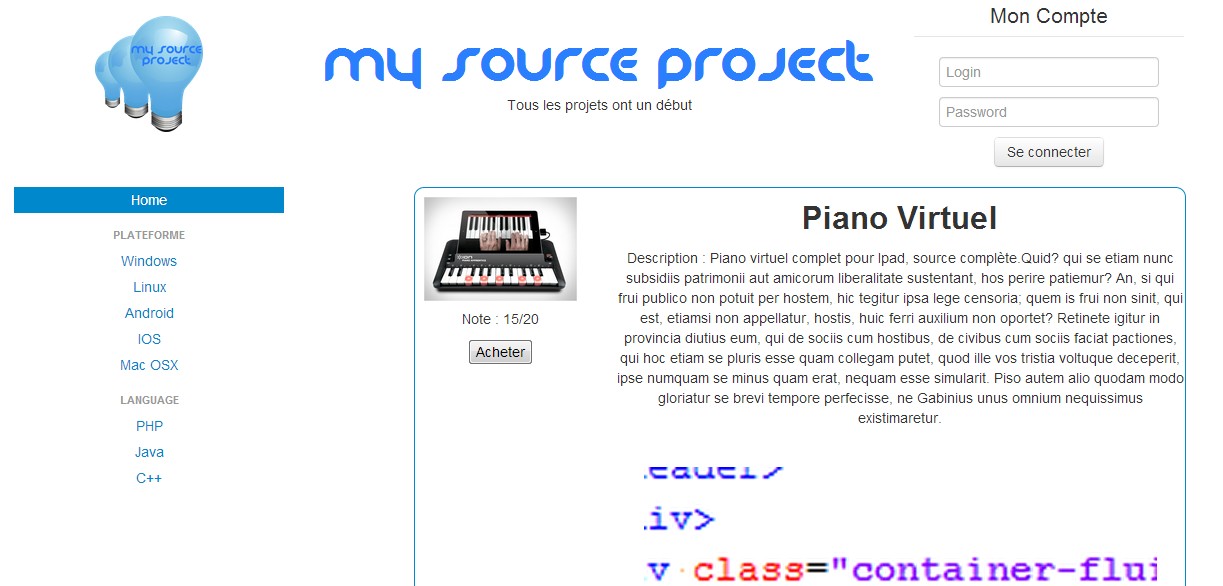 my source
project
my source project
Tous les projets ont un début
Mon Compte
Login
Password
Se connecter
Home
PLATEFORME
Windows
Linux
Android
IOS
Mac OSX
LANGUAGE
PHP
Java
C++
ION
Note : 15/20
Acheter
Piano Virtuel
Description : Piano virtuel complet pour Ipad, source complète.Quid? qui se etiam nunc
subsidiis patrimonii aut amicorum liberalitate sustentant, hos perire patiemur? An, si qui
frui publico non potuit per hostem, hic tegitur ipsa lege censoria; quem is frui non sinit, qui
est, etiamsi non appellatur, hostis, huic ferri auxilium non oportet? Retinete igitur in
provincia diutius eum, qui de sociis cum hostibus, de civibus cum sociis faciat pactiones,
qui hoc etiam se pluris esse quam collegam putet, quod ille vos tristia voltuque deceperit,
ipse numquam se minus quam erat, nequam esse simularit. Piso autem alio quodam modo
gloriatur se brevi tempore perfecisse, ne Gabinius unus omnium nequissimus
existimaretur.
eader/>
iv>
v class="container-flui